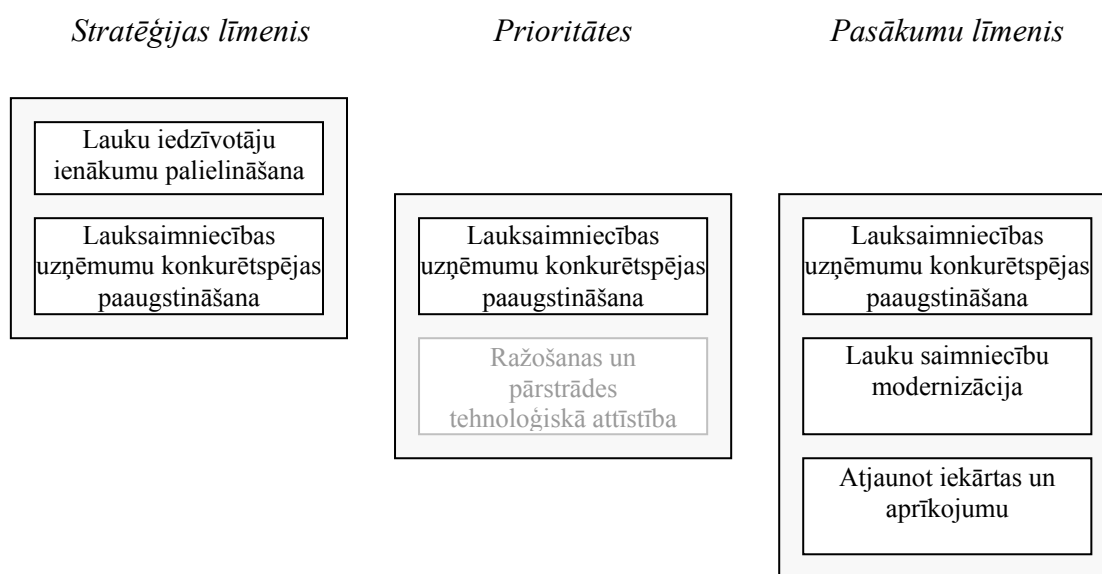 Stratēģijas līmenis
Prioritātes
Pasākumu līmenis
Lauku iedzīvotāju
ienākumu palielināšana
Lauksaimniecības
uzņēmumu konkurētspējas
paaugstināšana
Lauksaimniecības
uzņēmumu konkurētspējas
paaugstināšana
Ražošanas un
pārstrādes
tehnoloģiskā attīstība
Lauksaimniecības
uzņēmumu konkurētspējas
paaugstināšana
Lauku saimniecību
modernizācija
Atjaunot iekārtas un
aprīkojumu